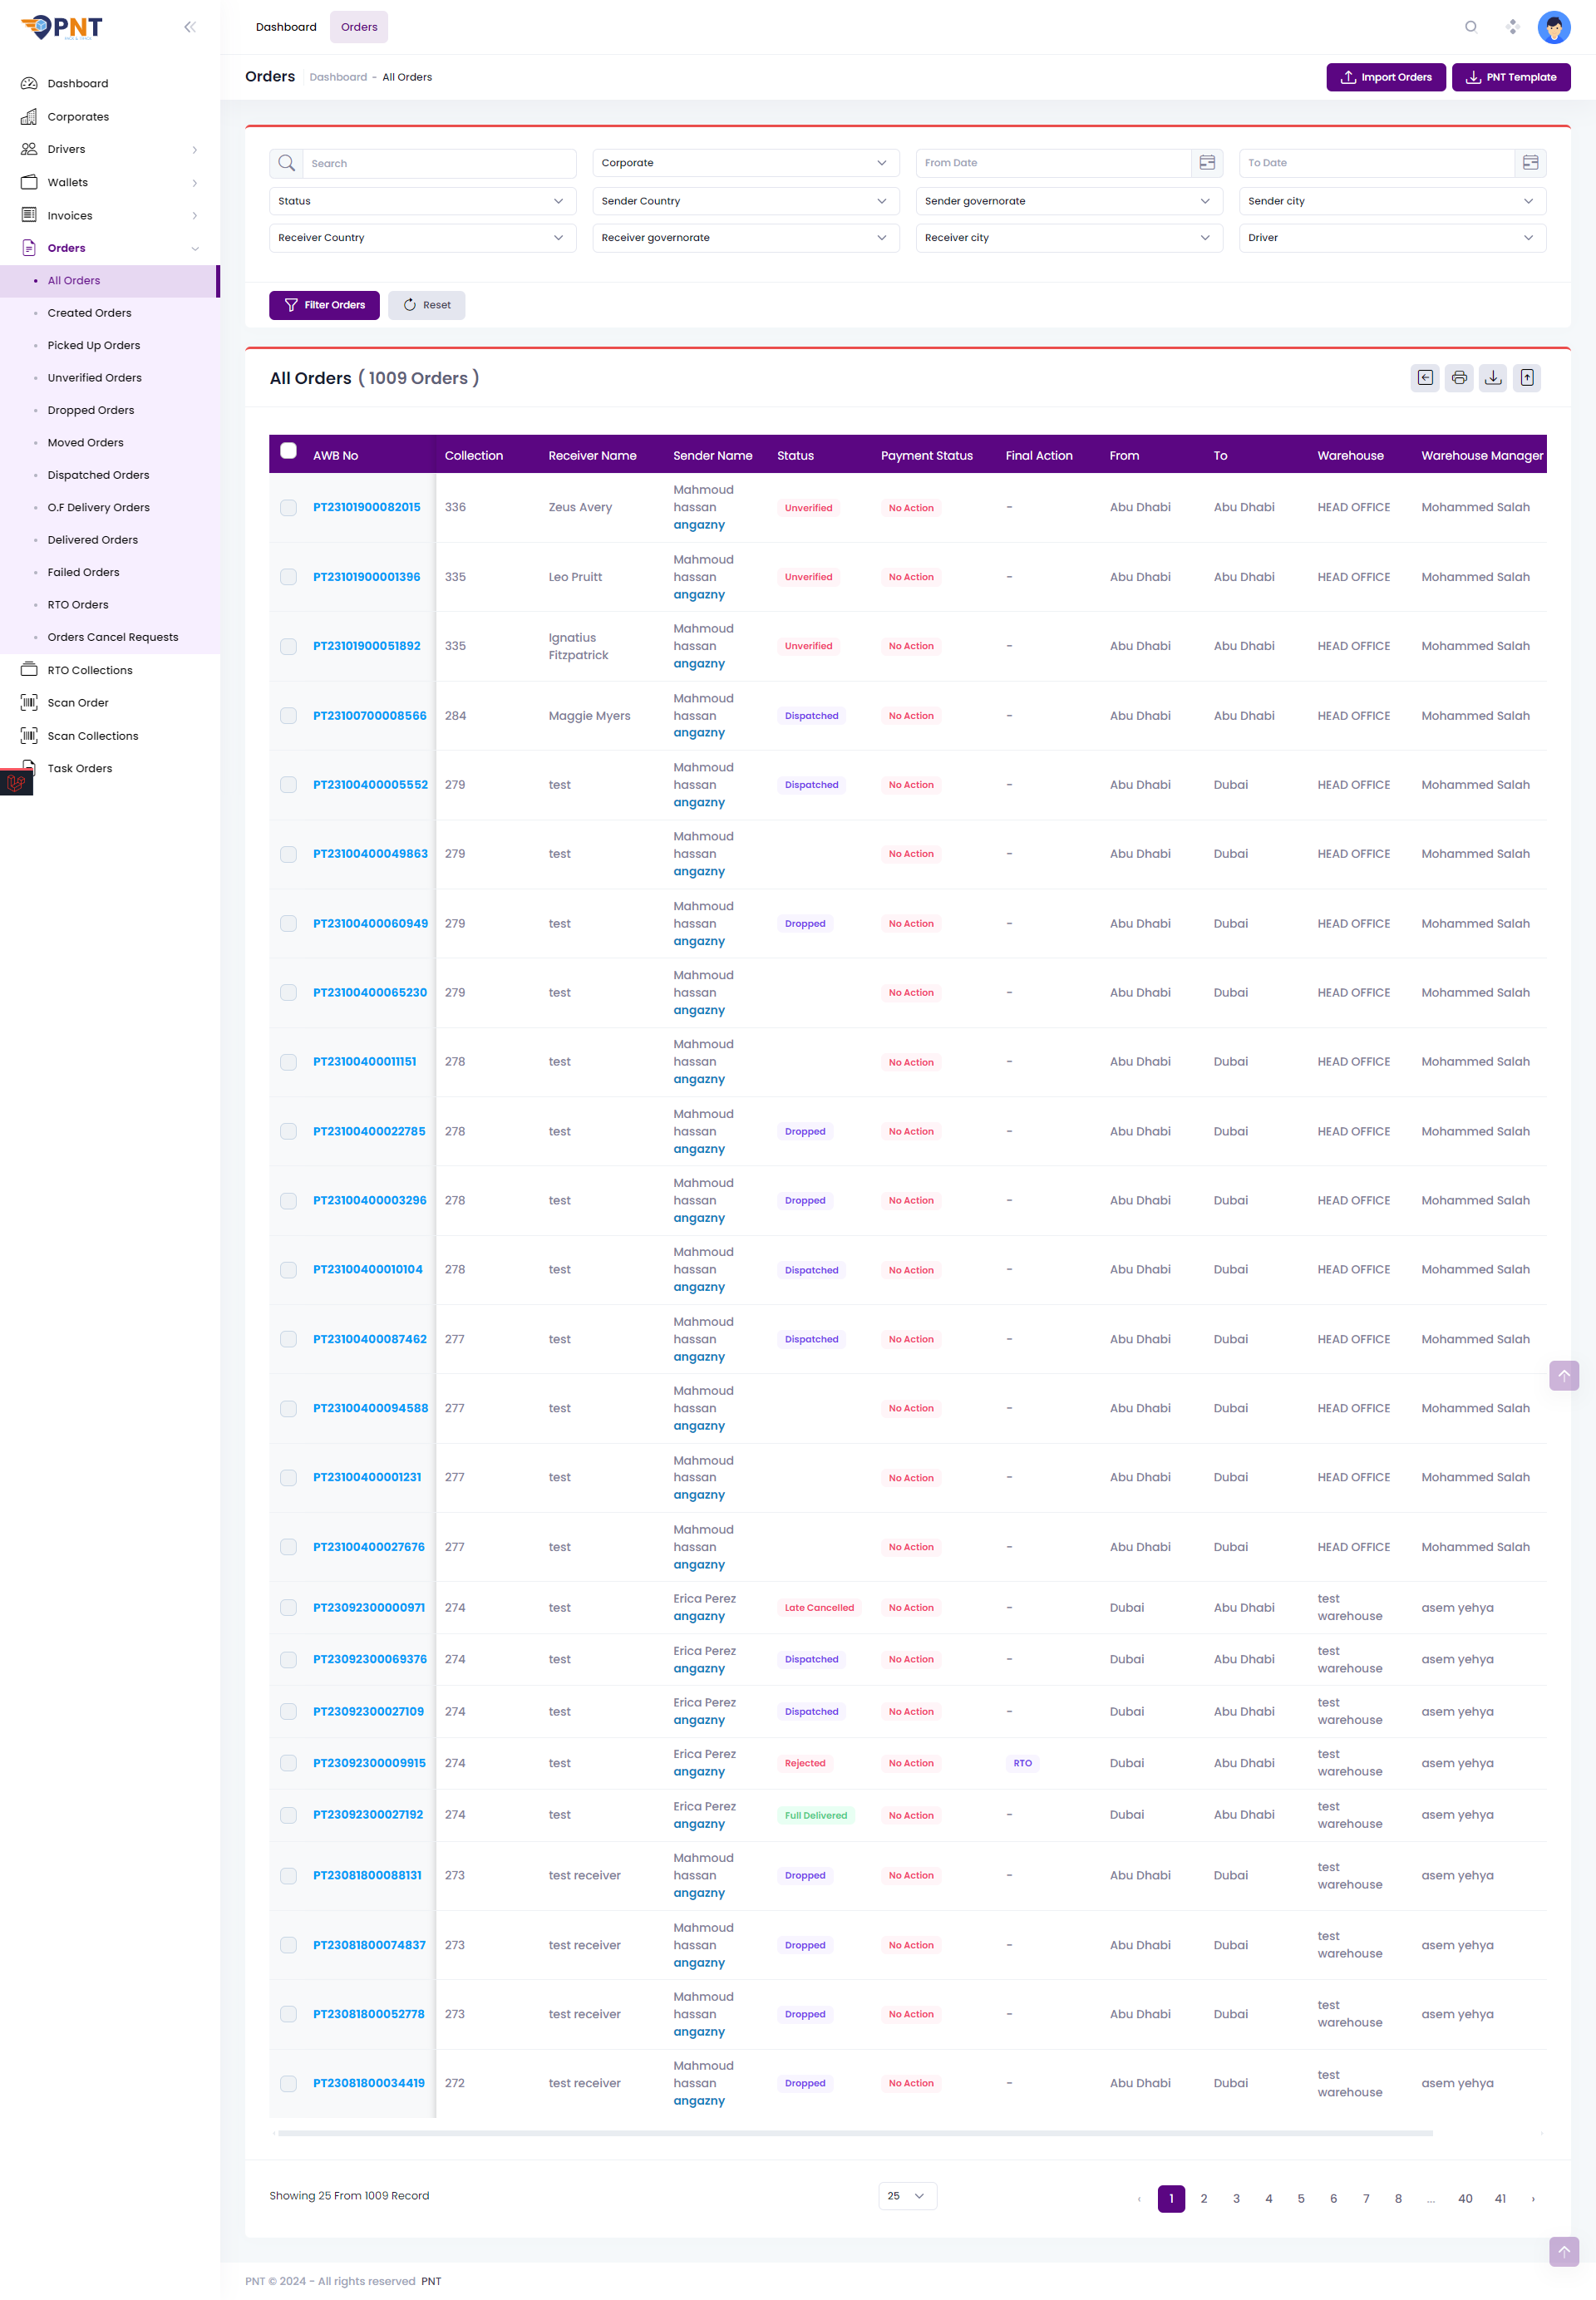 PNT
Dashboard
Orders
Dashboard
Corporates
Drivers
Wallets
Invoices
Orders
All Orders
Created Orders
Picked Up Orders
Unverified Orders
Dropped Orders
Moved Orders
Dispatched Orders
O.F Delivery Orders
Delivered Orders
Failed Orders
RTO Orders
Orders Cancel Requests
RTO Collections
Scan Order
Scan Collections
Task Orders
Orders Dashboard - All Orders
Import Orders
PNT Template
Search Corporate From Date To Date
Status Sender Country Sender governorate Sender city
Receiver Country Receiver governorate Receiver city Driver
Filter Orders Reset
All Orders ( 1009 Orders )
AWB No Collection Receiver Name Sender Name Status Payment Status Final Action From To Warehouse Warehouse Manager
PT23101900082015 336 Zeus Avery Mahmoud hassan angazny Unverified No Action - Abu Dhabi Abu Dhabi HEAD OFFICE Mohammed Salah
PT23101900001396 335 Leo Pruitt Mahmoud hassan angazny Unverified No Action - Abu Dhabi Abu Dhabi HEAD OFFICE Mohammed Salah
PT23101900051892 335 Ignatius Fitzpatrick Mahmoud hassan angazny Unverified No Action - Abu Dhabi Abu Dhabi HEAD OFFICE Mohammed Salah
PT23100700008566 284 Maggie Myers Mahmoud hassan angazny Dispatched No Action - Abu Dhabi Abu Dhabi HEAD OFFICE Mohammed Salah
PT23100400005552 279 test Mahmoud hassan angazny Dispatched No Action - Abu Dhabi Dubai HEAD OFFICE Mohammed Salah
PT23100400049863 279 test Mahmoud hassan angazny No Action - Abu Dhabi Dubai HEAD OFFICE Mohammed Salah
PT23100400060949 279 test Mahmoud hassan angazny Dropped No Action - Abu Dhabi Dubai HEAD OFFICE Mohammed Salah
PT23100400065230 279 test Mahmoud hassan angazny No Action - Abu Dhabi Dubai HEAD OFFICE Mohammed Salah
PT23100400011151 278 test Mahmoud hassan angazny No Action - Abu Dhabi Dubai HEAD OFFICE Mohammed Salah
PT23100400022785 278 test Mahmoud hassan angazny Dropped No Action - Abu Dhabi Dubai HEAD OFFICE Mohammed Salah
PT23100400003296 278 test Mahmoud hassan angazny Dropped No Action - Abu Dhabi Dubai HEAD OFFICE Mohammed Salah
PT23100400010104 278 test Mahmoud hassan angazny Dispatched No Action - Abu Dhabi Dubai HEAD OFFICE Mohammed Salah
PT23100400087462 277 test Mahmoud hassan angazny Dispatched No Action - Abu Dhabi Dubai HEAD OFFICE Mohammed Salah
PT23100400094588 277 test Mahmoud hassan angazny No Action - Abu Dhabi Dubai HEAD OFFICE Mohammed Salah
PT23100400001231 277 test Mahmoud hassan angazny No Action - Abu Dhabi Dubai HEAD OFFICE Mohammed Salah
PT23100400027676 277 test Mahmoud hassan angazny No Action - Abu Dhabi Dubai HEAD OFFICE Mohammed Salah
PT23092300000971 274 test Erica Perez angazny Late Cancelled No Action - Dubai Abu Dhabi test warehouse asem yehya
PT23092300069376 274 test Erica Perez angazny Dispatched No Action - Dubai Abu Dhabi test warehouse asem yehya
PT23092300027109 274 test Erica Perez angazny Dispatched No Action - Dubai Abu Dhabi test warehouse asem yehya
PT23092300009915 274 test Erica Perez angazny Rejected No Action RTO Dubai Abu Dhabi test warehouse asem yehya
PT23092300027192 274 test Erica Perez angazny Full Delivered No Action - Dubai Abu Dhabi test warehouse asem yehya
PT23081800088131 273 test receiver Mahmoud hassan angazny Dropped No Action - Abu Dhabi Dubai test warehouse asem yehya
PT23081800074837 273 test receiver Mahmoud hassan angazny Dropped No Action - Abu Dhabi Dubai test warehouse asem yehya
PT23081800052778 273 test receiver Mahmoud hassan angazny Dropped No Action - Abu Dhabi Dubai test warehouse asem yehya
PT23081800034419 272 test receiver Mahmoud hassan angazny Dropped No Action - Abu Dhabi Dubai test warehouse asem yehya
Showing 25 From 1009 Record 25 ‹ 1 2 3 4 5 6 7 8 ... 40 41 ›
PNT © 2024 - All rights reserved PNT